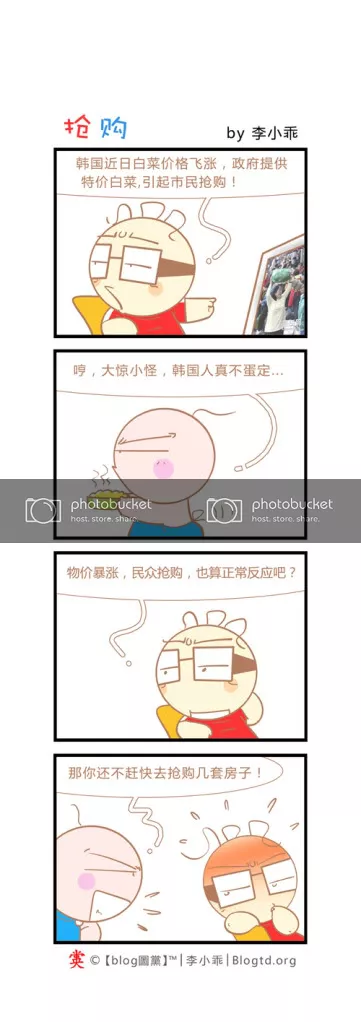 抢购
by 李小乖
韩国近日白菜价格飞涨，政府提供
特价白菜,引起市民抢购！
哼，大惊小怪，韩国人真不蛋定...
photobucket
host. store. share.
photobucket
host. store. share.
物价暴涨，民众抢购，也算正常反应吧？
那你还不赶快去抢购几套房子！
©【blog圖黨】™|李小乖|Blogtd.org